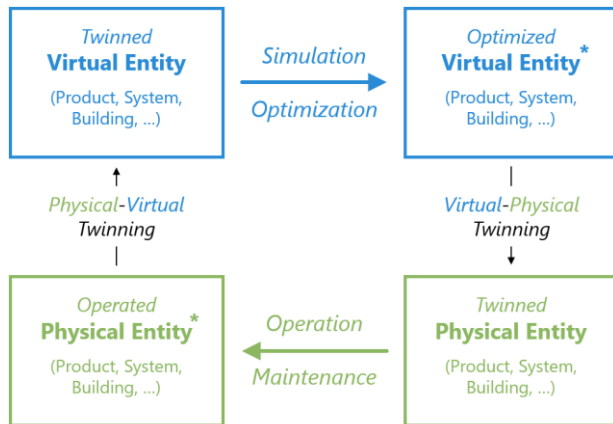 Twinned
Virtual Entity
(Product, System,
Building, ...)
Simulation
Optimization
Optimized
Virtual Entity*
(Product, System,
Building, ...)
Physical-Virtual
Twinning
Virtual-Physical
Twinning
Operated
Physical Entity*
(Product, System,
Building, ...)
Operation
Maintenance
Twinned
Physical Entity
(Product, System,
Building, ...)